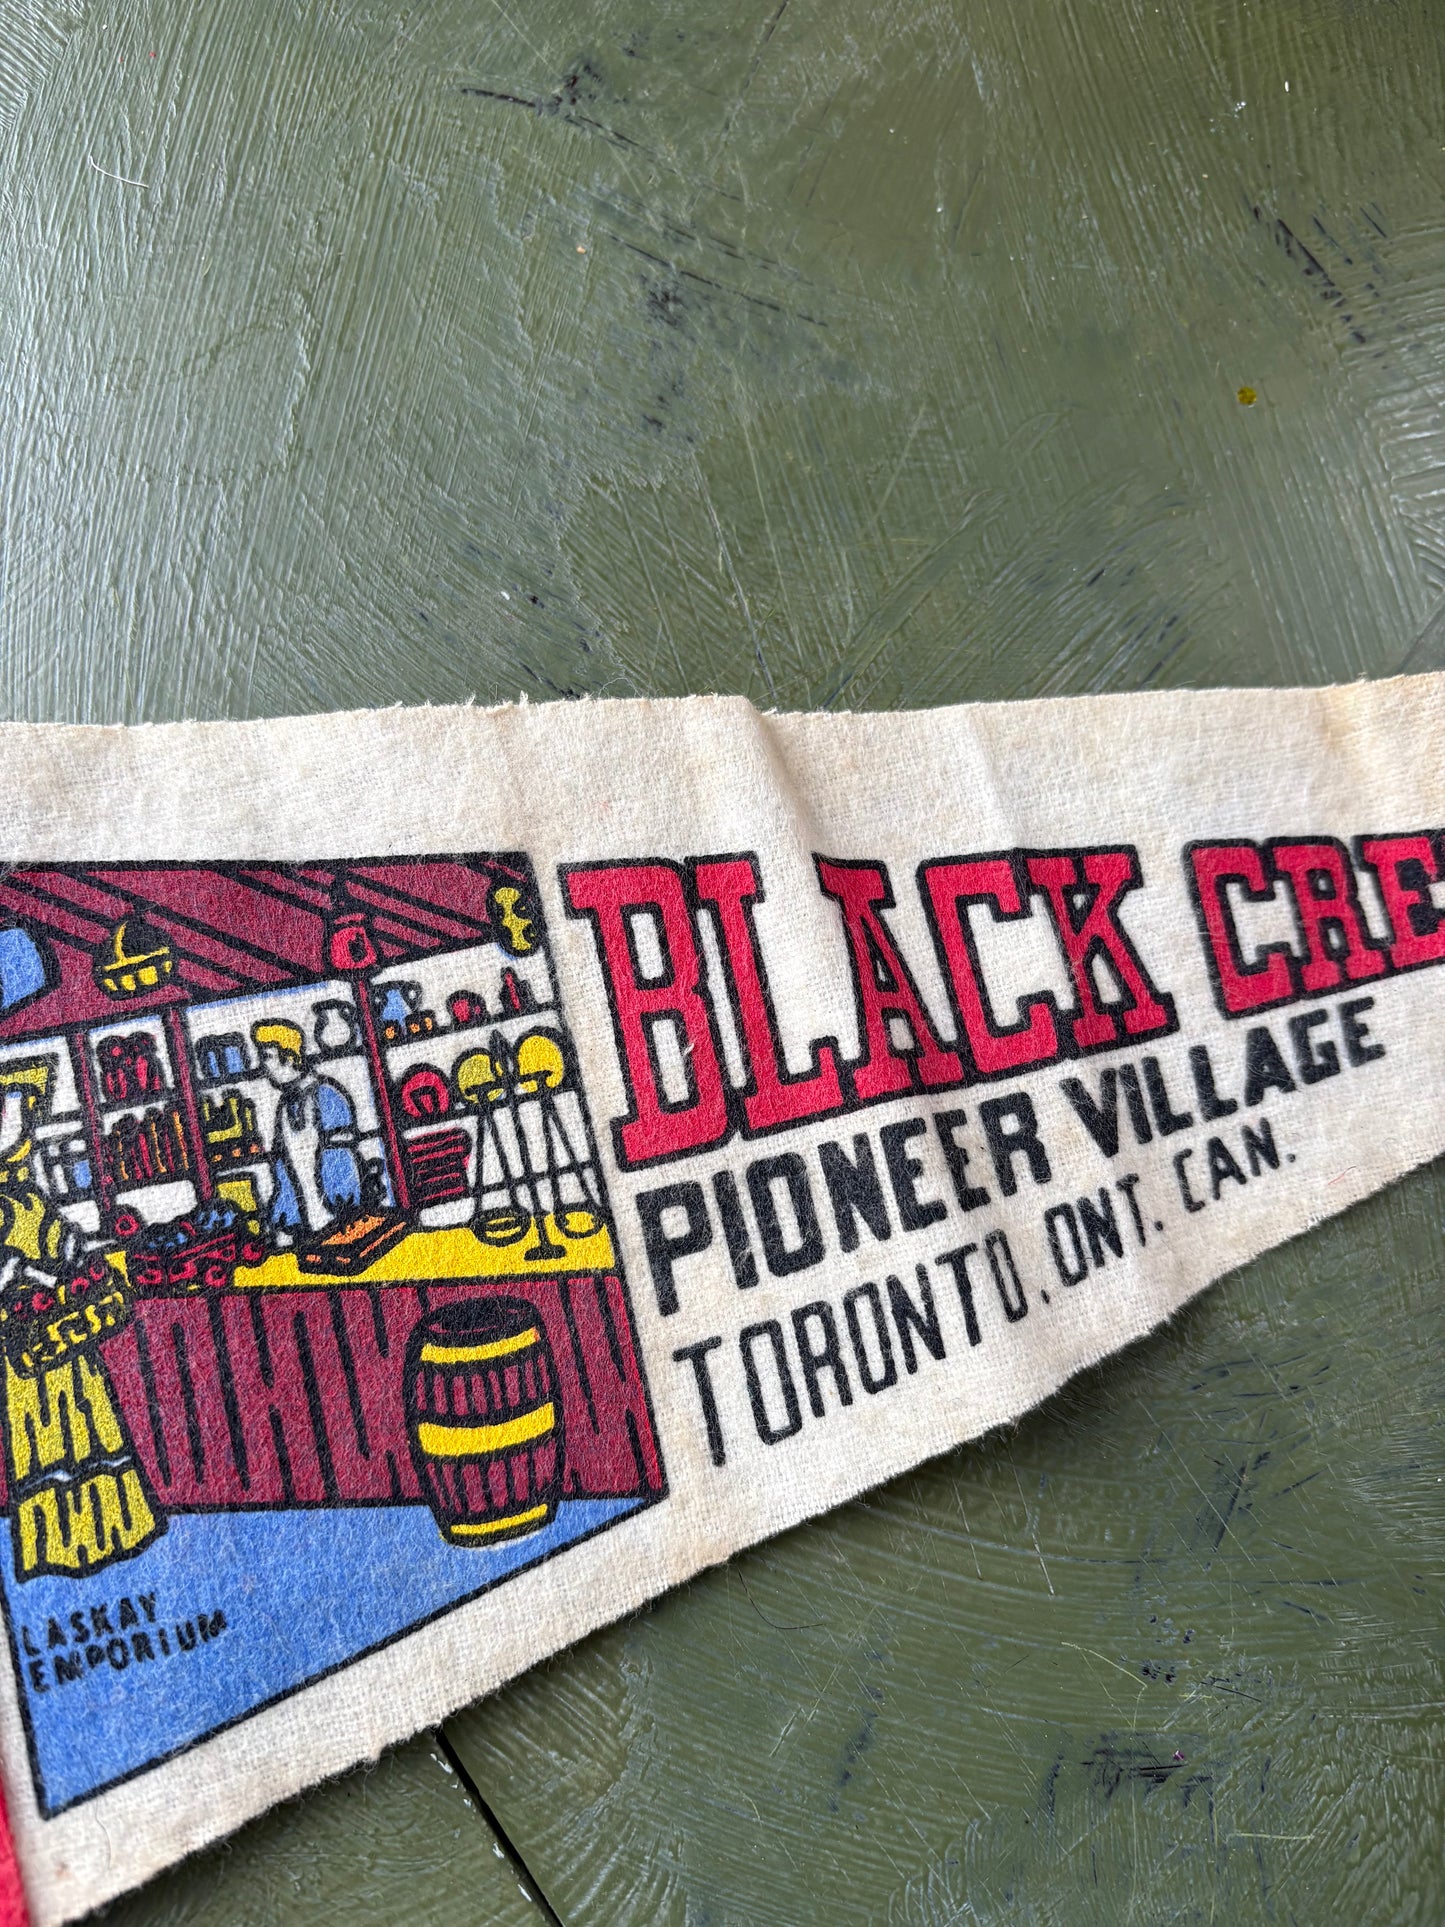 BLACK CRE
PIONEER VILLAGE
TORONTO. ONT. CAN.
LASKAY
EMPORIUM